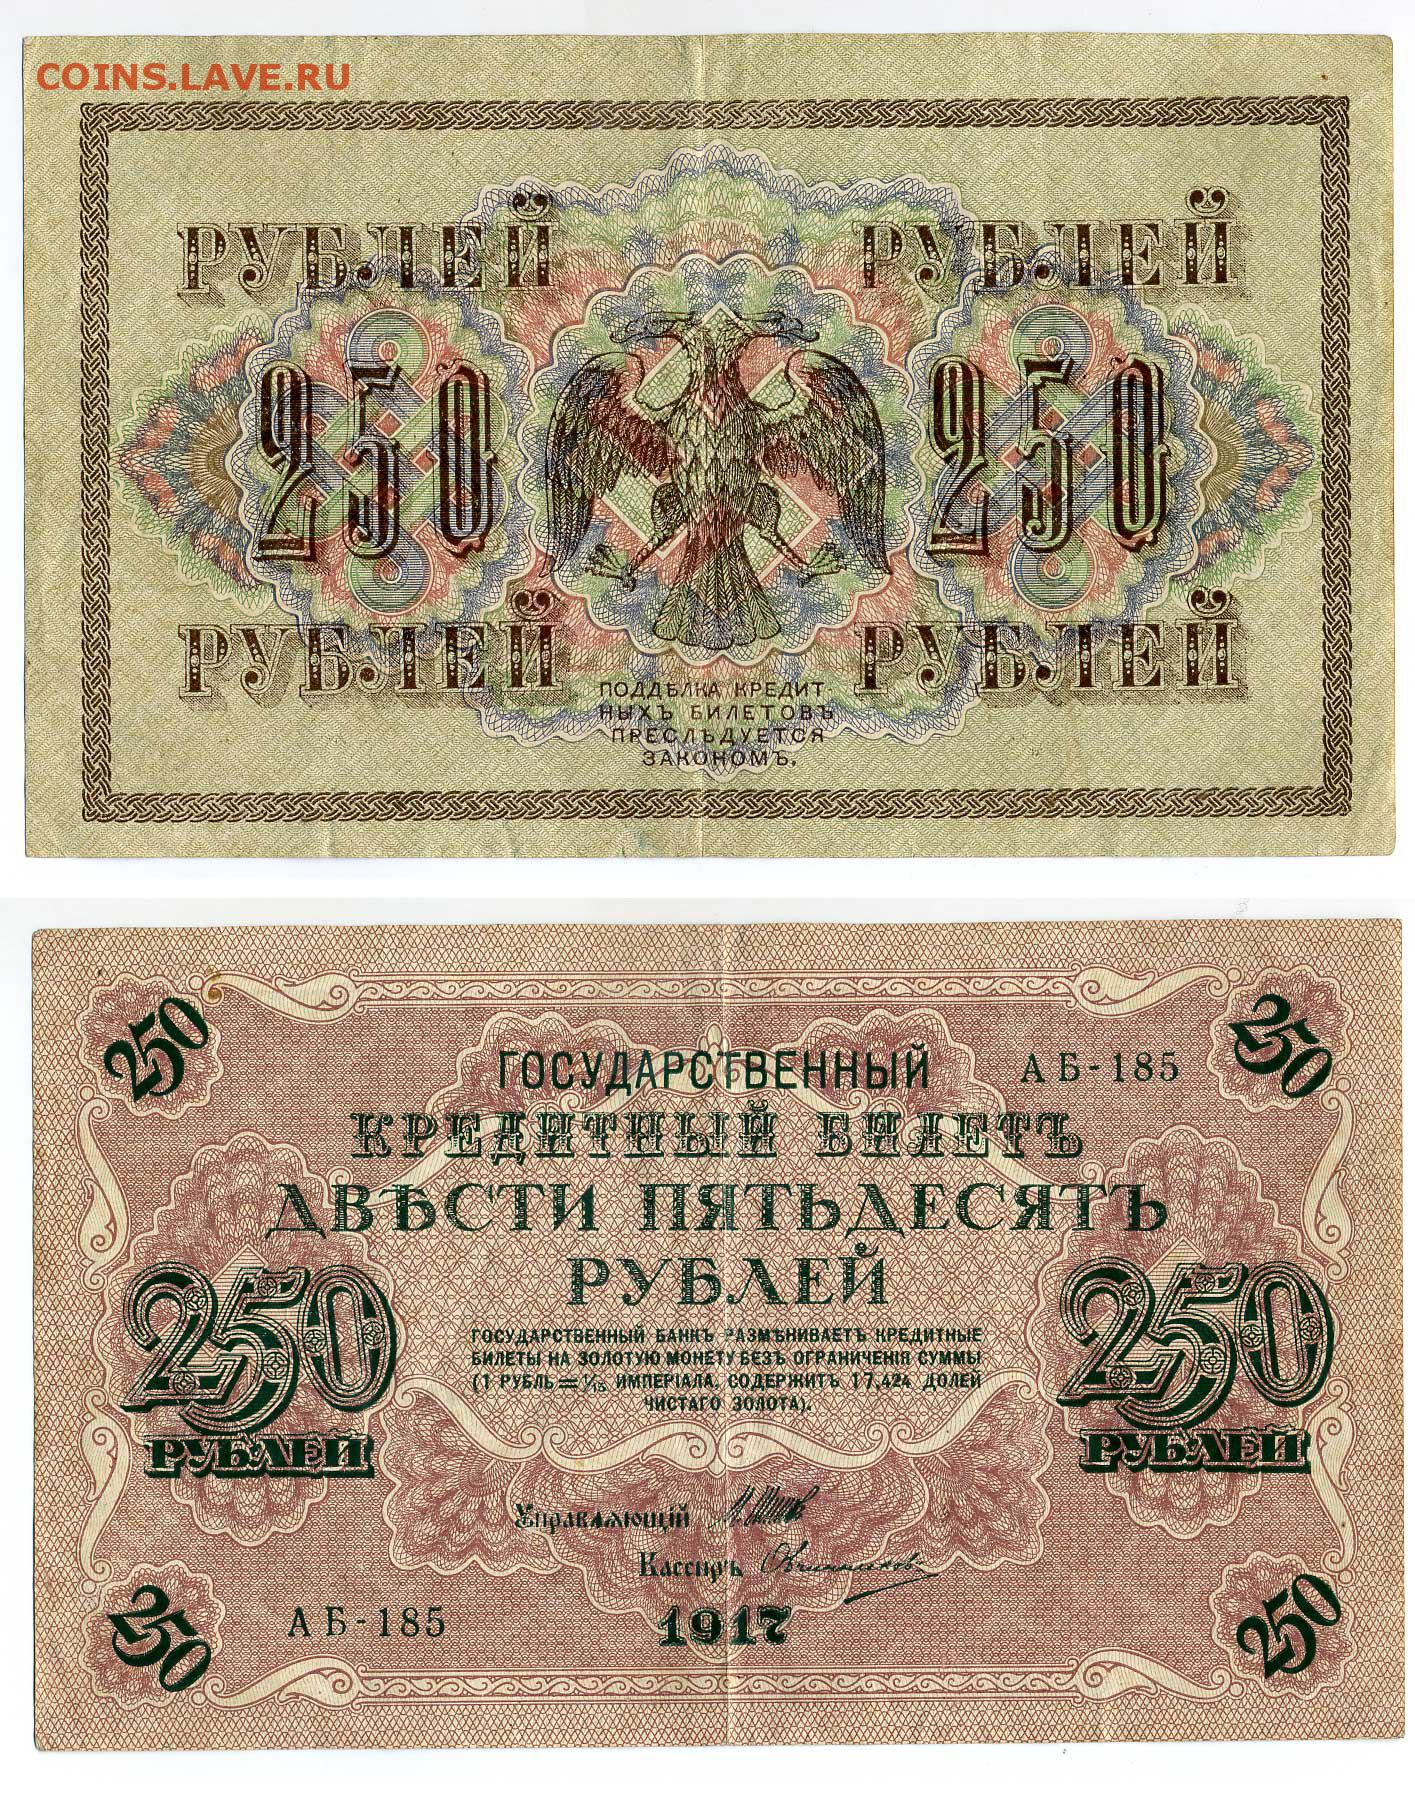 COINS.LAVE.RU
РУБЛЕЙ РУБЛЕЙ
250 250
РУБЛЕЙ РУБЛЕЙ
ПОДДѢЛКА КРЕДИТ-
НЫХЪ БИЛЕТОВЪ
ПРЕСЛѢДУЕТСЯ
ЗАКОНОМЪ.
250 250
ГОСУДАРСТВЕННЫЙ АБ-185
КРЕДИТНЫЙ БИЛЕТЪ
ДВѢСТИ ПЯТЬДЕСЯТЪ
РУБЛЕЙ
250 250
РУБЛЕЙ РУБЛЕЙ
ГОСУДАРСТВЕННЫЙ БАНКЪ РАЗМѢНИВАЕТЪ КРЕДИТНЫЕ
БИЛЕТЫ НА ЗОЛОТУЮ МОНЕТУ БЕЗЪ ОГРАНИЧЕНІЯ СУММЫ
(1 РУБЛЬ = 1/15 ИМПЕРІАЛА, СОДЕРЖИТЪ 17,424 ДОЛЕЙ
ЧИСТАГО ЗОЛОТА).
Управляющій И.Шипов
Кассиръ Овчинников
АБ-185 1917
250 250